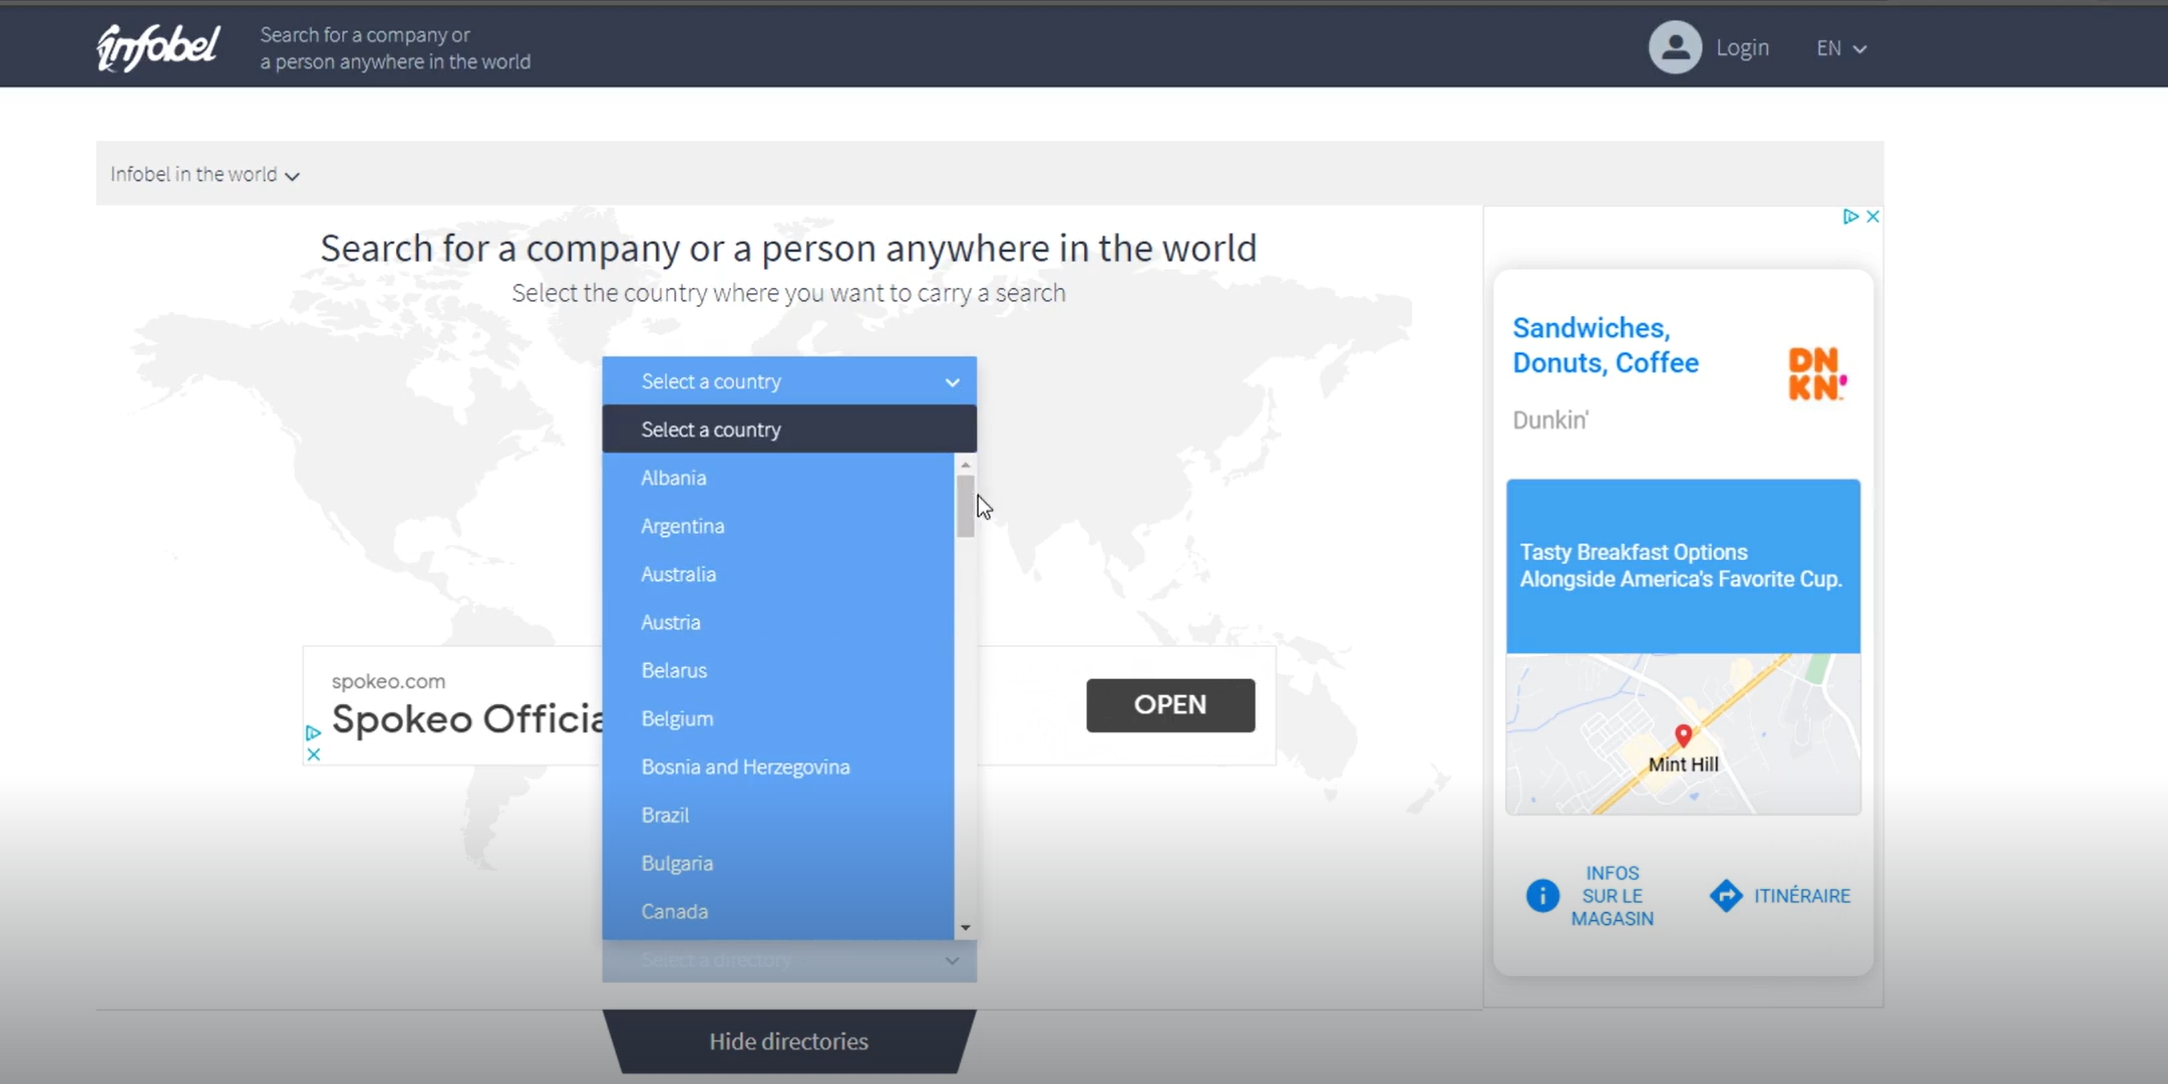 infobel
Search for a company or
a person anywhere in the world
Login
EN
Infobel in the world
Search for a company or a person anywhere in the world
Select the country where you want to carry a search
Select a country
Select a country
Albania
Argentina
Australia
Austria
Belarus
Belgium
Bosnia and Herzegovina
Brazil
Bulgaria
Canada
Select a directory
Hide directories
spokeo.com
Spokeo Officia
OPEN
Sandwiches,
Donuts, Coffee
DN
KN'
Dunkin'
Tasty Breakfast Options
Alongside America's Favorite Cup.
Mint Hill
INFOS
SUR LE
MAGASIN
ITINÉRAIRE